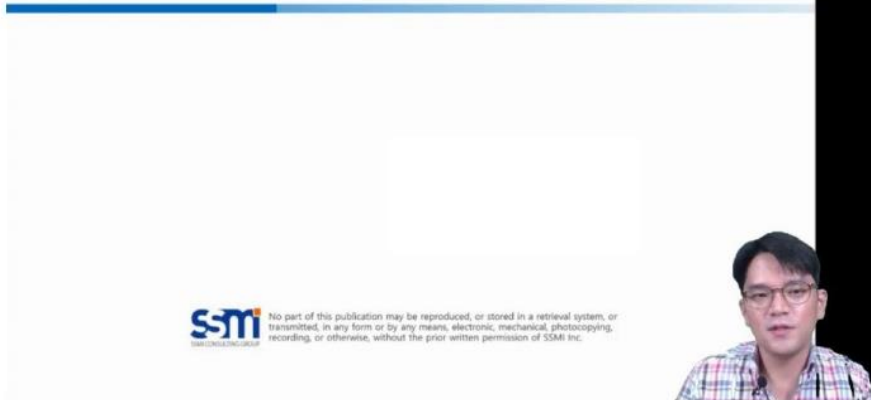 SSMI
SSMI CONSULTING GROUP
No part of this publication may be reproduced, or stored in a retrieval system, or
transmitted, in any form or by any means, electronic, mechanical, photocopying,
recording, or otherwise, without the prior written permission of SSMI Inc.